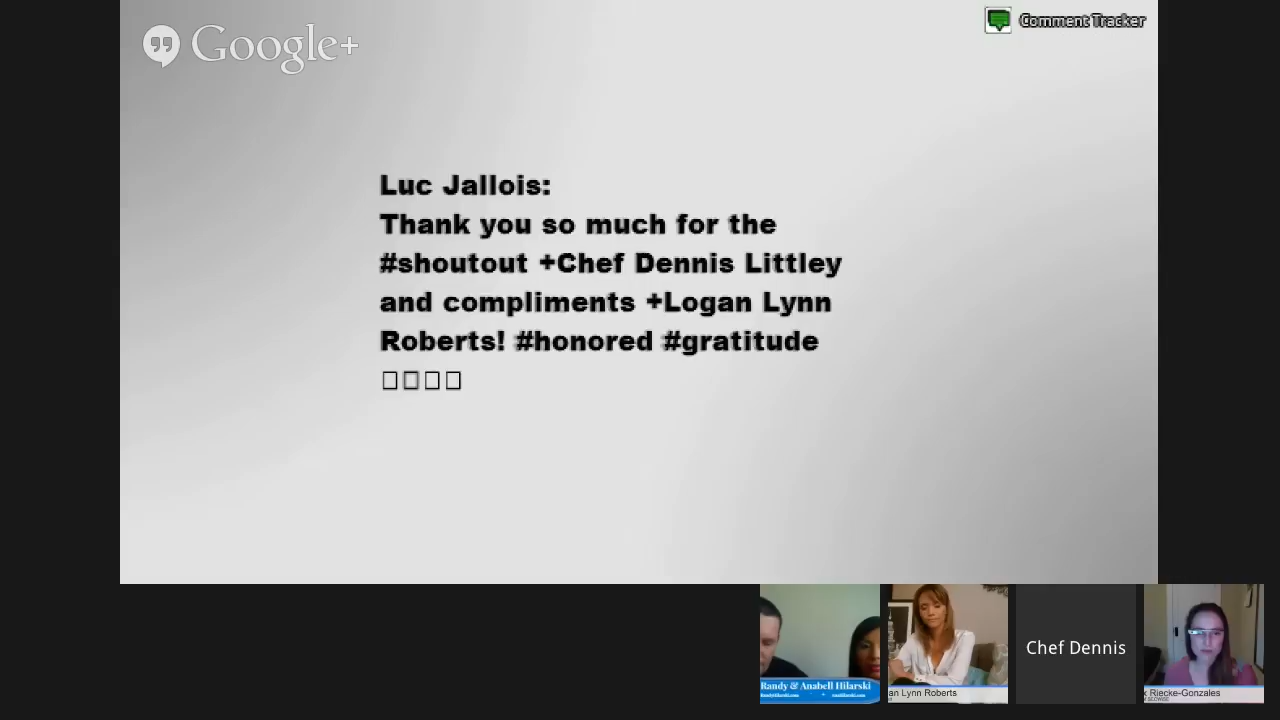 Google+
Comment Tracker
Luc Jallois:
Thank you so much for the
#shoutout +Chef Dennis Littley
and compliments +Logan Lynn
Roberts! #honored #gratitude
Randy & Anabell Hilarski
an Lynn Roberts
Chef Dennis
Riecke-Gonzales